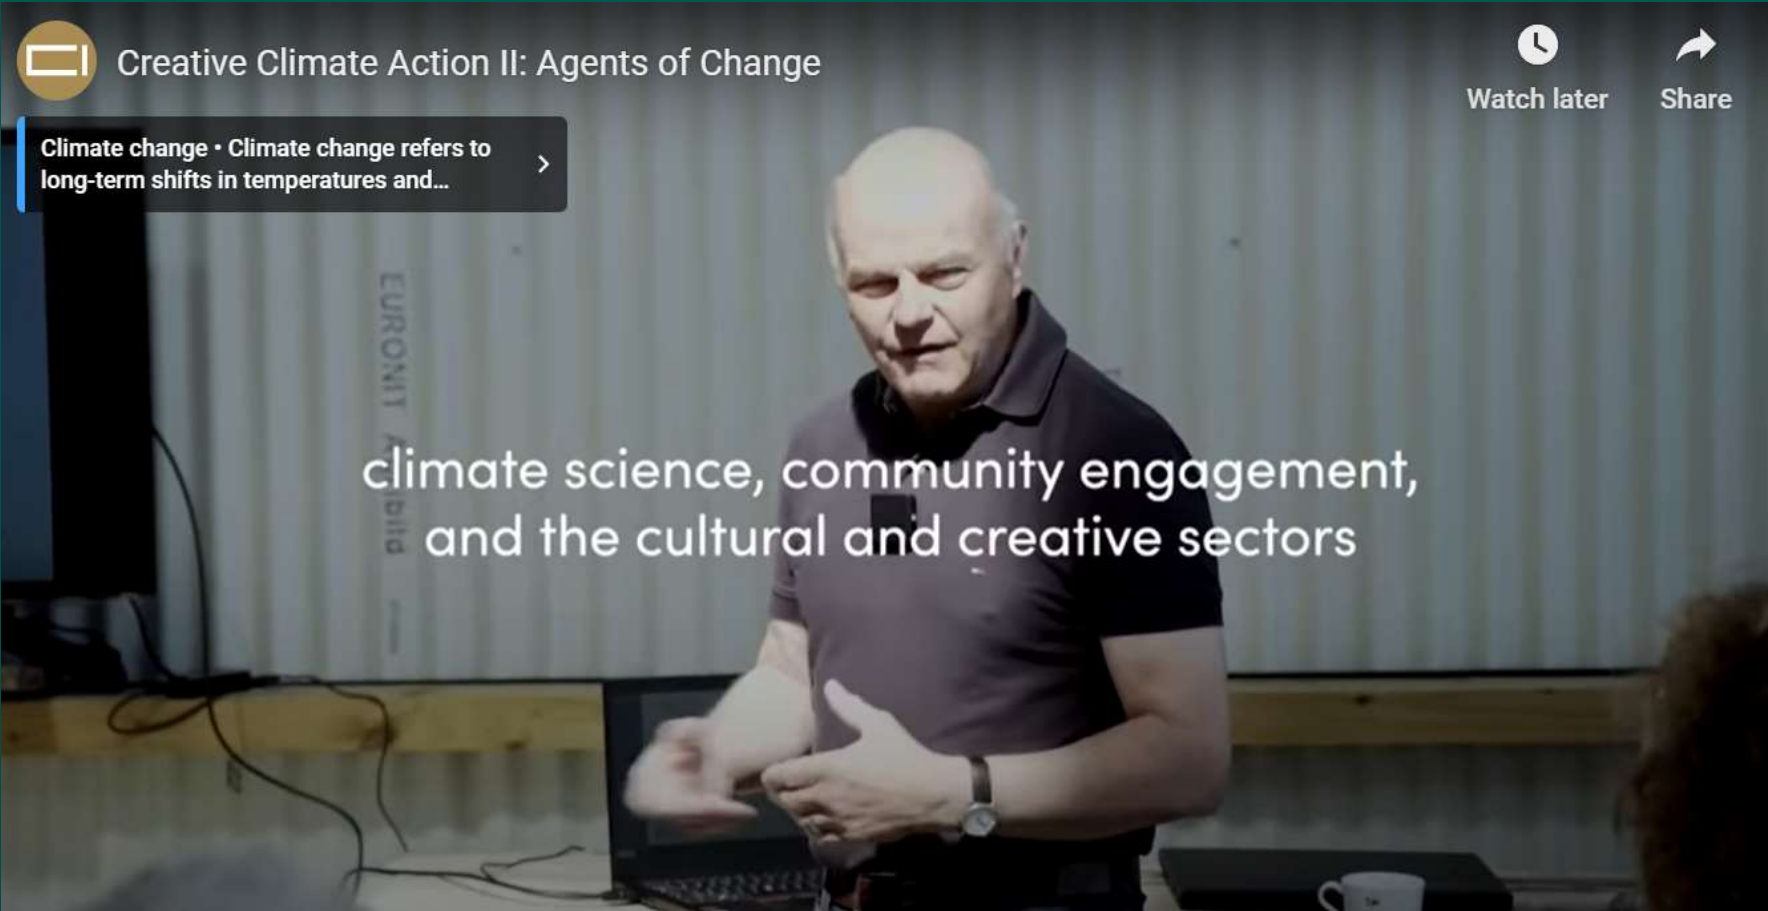 Creative Climate Action II: Agents of Change
Watch later
Share
Climate change • Climate change refers to
long-term shifts in temperatures and...
EURONIT
climate science, community engagement,
and the cultural and creative sectors